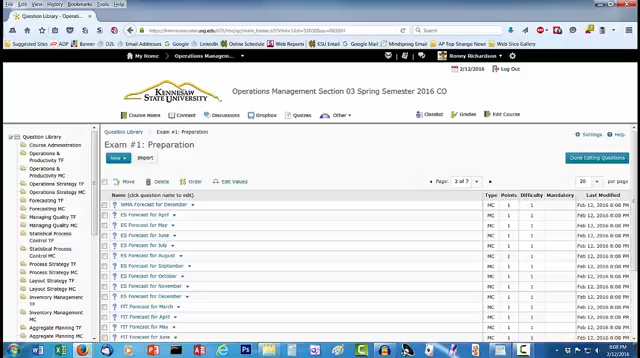 File Edit View History Bookmarks Tools Help
Question Library - Operati...
Suggested Sites AP DropBox D2L Email Addresses LinkedIn Online Schedule Web Reports KSU Email Google Maps Mindspring Email AP Top Strange News Web Slice Gallery
My Home Operations Managem... Ronny Richardson
2/12/2016 Log Out
KENNESAW
STATE UNIVERSITY
Operations Management Section 03 Spring Semester 2016 CO
Course Home Content Discussions Dropbox Quizzes Other Classlist Grades Edit Course
Question Library
Course Administration
Operations & Productivity TF
Operations & Productivity MC
Operations Strategy TF
Operations Strategy MC
Forecasting TF
Forecasting MC
Managing Quality TF
Managing Quality MC
Statistical Process Control TF
Statistical Process Control MC
Process Strategy TF
Process Strategy MC
Layout Strategy TF
Layout Strategy MC
Inventory Management TF
Inventory Management MC
Aggregate Planning TF
Question Library Exam #1: Preparation Settings Help
Exam #1: Preparation
New Import Done Editing Questions
Move Delete Order Edit Values Page: 2 of 7 20 per page
Name (click question name to edit) Type Points Difficulty Mandatory Last Modified
WMA Forecast for December MC 1 1 Feb 12, 2016 8:08 PM
ES Forecast for April MC 1 1 Feb 12, 2016 8:08 PM
ES Forecast for May MC 1 1 Feb 12, 2016 8:08 PM
ES Forecast for June MC 1 1 Feb 12, 2016 8:08 PM
ES Forecast for July MC 1 1 Feb 12, 2016 8:08 PM
ES Forecast for August MC 1 1 Feb 12, 2016 8:08 PM
ES Forecast for September MC 1 1 Feb 12, 2016 8:08 PM
ES Forecast for October MC 1 1 Feb 12, 2016 8:08 PM
ES Forecast for November MC 1 1 Feb 12, 2016 8:08 PM
ES Forecast for December MC 1 1 Feb 12, 2016 8:08 PM
FIT Forecast for March MC 1 1 Feb 12, 2016 8:08 PM
FIT Forecast for April MC 1 1 Feb 12, 2016 8:08 PM
FIT Forecast for May MC 1 1 Feb 12, 2016 8:08 PM
FIT Forecast for June MC 1 1 Feb 12, 2016 8:08 PM
8:08 PM
2/12/2016